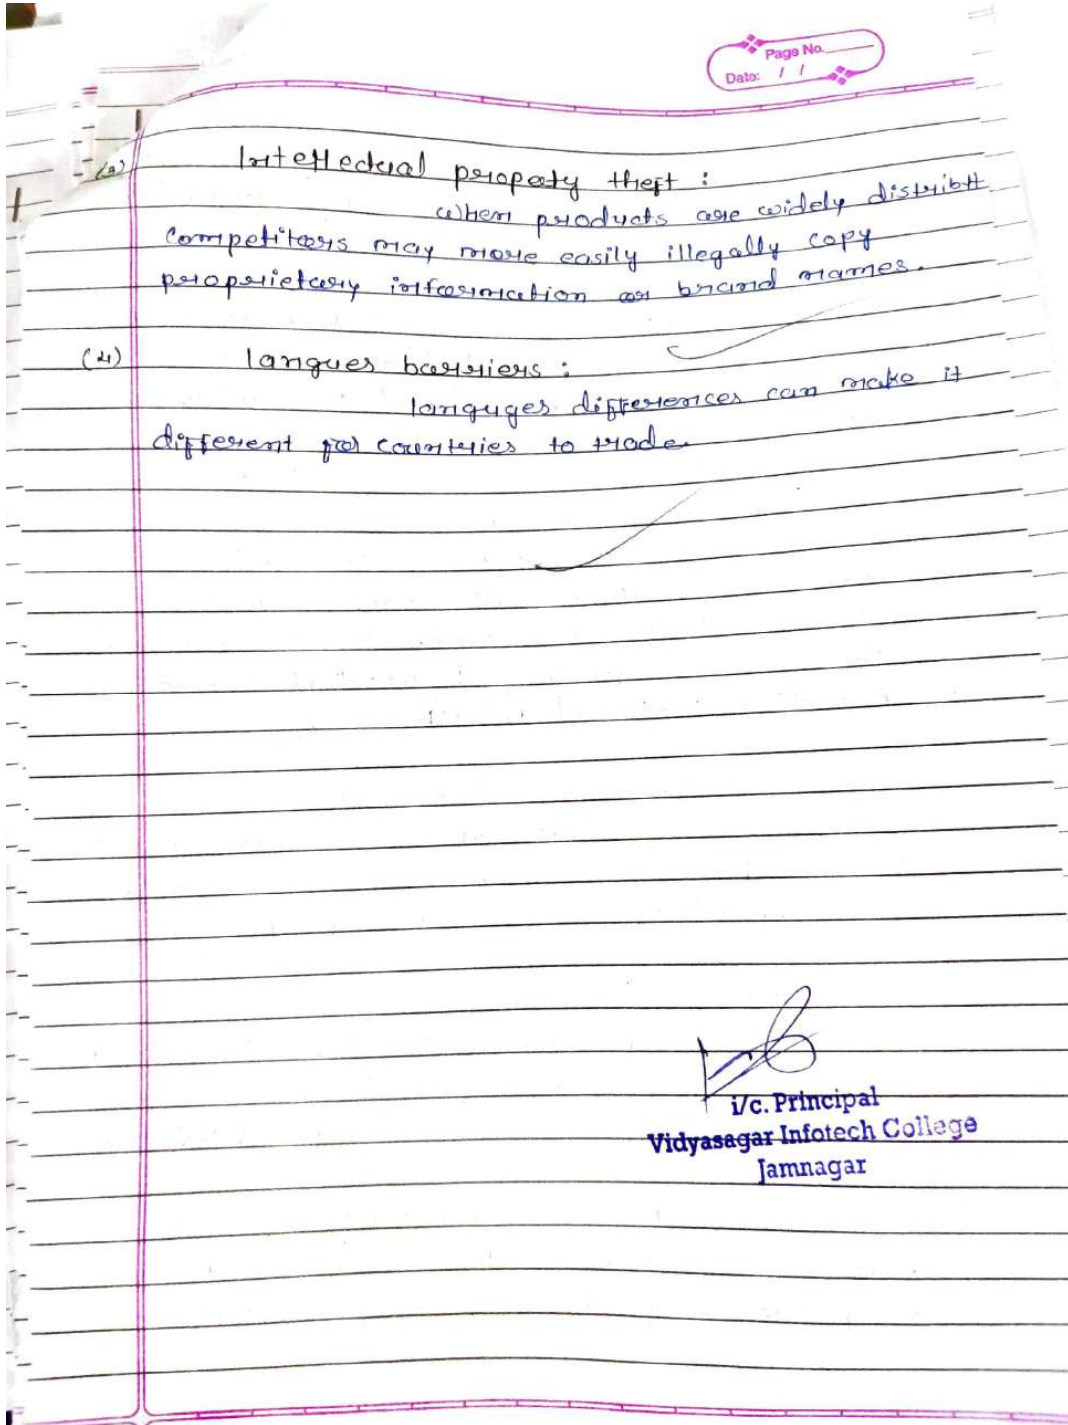 Page No.
Date: / /
(3) Intellectual property theft :
When products are widely distribt
competitors may more easily illegally copy
proprietary information or brand names.
(4) langues barriers :
languges differences can make it
different for countries to trade.
i/c. Principal
Vidyasagar Infotech College
Jamnagar